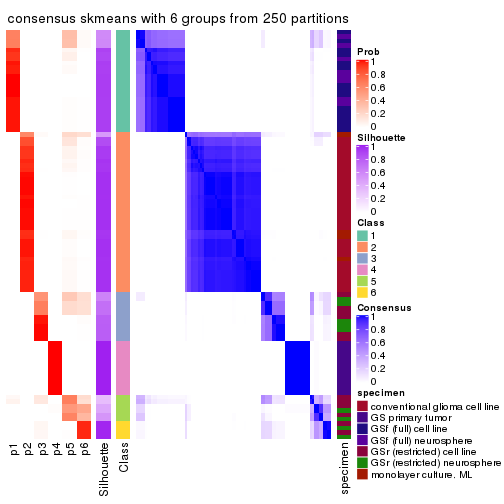 consensus skmeans with 6 groups from 250 partitions
Prob
1
0.8
0.6
0.4
0.2
0
Silhouette
1
0.8
0.6
0.4
0.2
0
Class
1
2
3
4
5
6
Consensus
1
0.8
0.6
0.4
0.2
0
specimen
conventional glioma cell line
GS primary tumor
GSf (full) cell line
GSf (full) neurosphere
GSr (restricted) cell line
GSr (restricted) neurosphere
monolayer culture. ML
p1
p2
p3
p4
p5
p6
Silhouette
Class
specimen